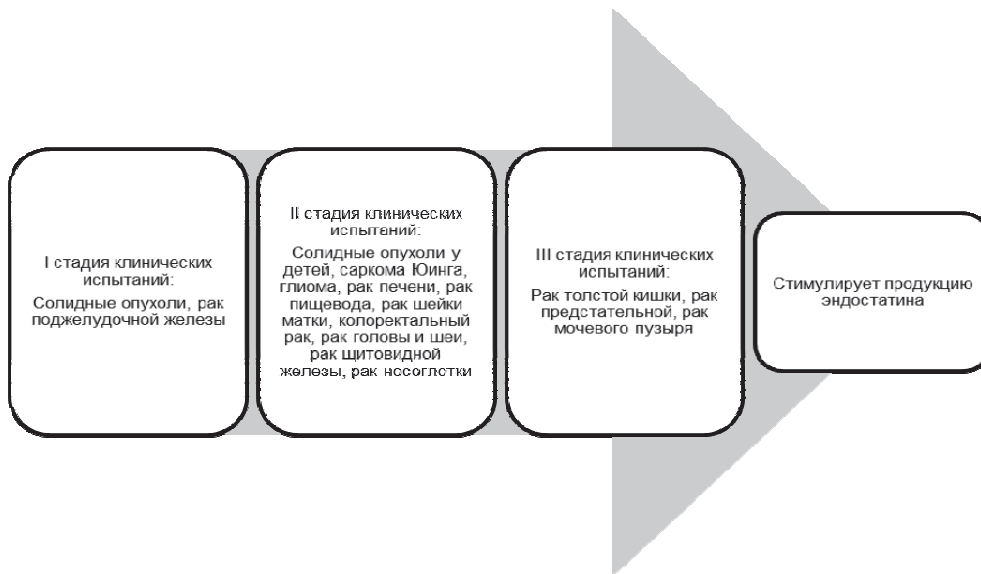 I стадия клинических
испытаний:
Солидные опухоли, рак
поджелудочной железы
II стадия клинических
испытаний:
Солидные опухоли у
детей, саркома Юинга,
глиома, рак печени, рак
пищевода, рак шейки
матки, колоректальный
рак, рак головы и шеи,
рак щитовидной
железы, рак носоглотки
III стадия клинических
испытаний:
Рак толстой кишки, рак
предстательной, рак
мочевого пузыря
Стимулирует продукцию
эндостатина